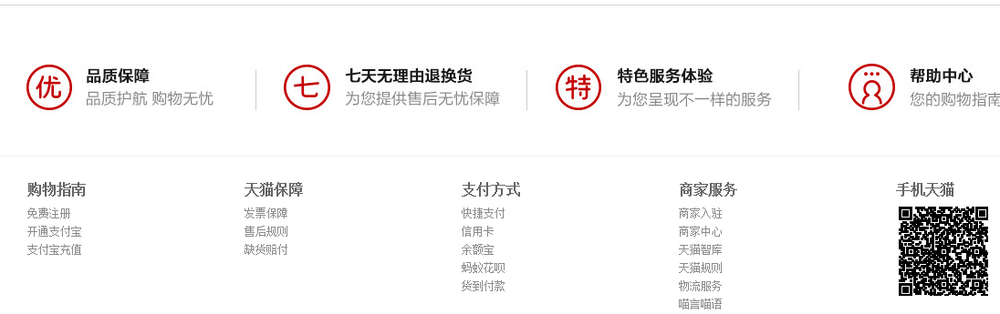 优 品质保障
品质护航 购物无忧
七 七天无理由退换货
为您提供售后无忧保障
特 特色服务体验
为您呈现不一样的服务
帮助中心
您的购物指南
购物指南
免费注册
开通支付宝
支付宝充值
天猫保障
发票保障
售后规则
缺货赔付
支付方式
快捷支付
信用卡
余额宝
蚂蚁花呗
货到付款
商家服务
商家入驻
商家中心
天猫智库
天猫规则
物流服务
喵言喵语
手机天猫